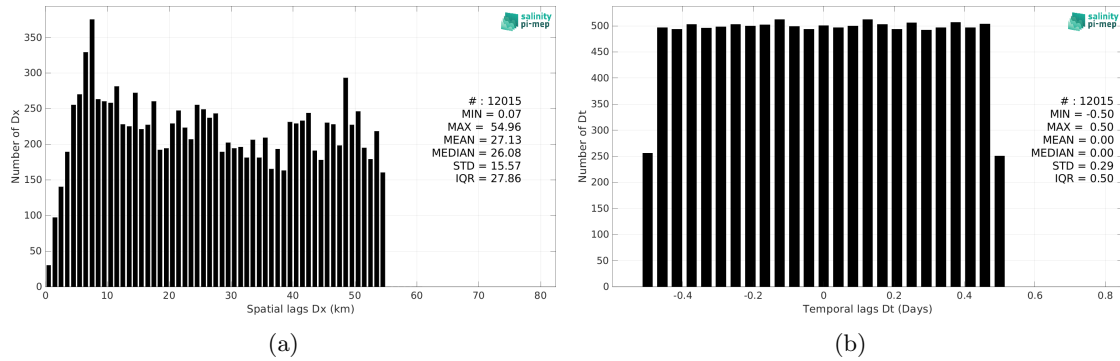 salinity
pi-mep
350
300
250
200
150
100
50
0
Number of Dx
# : 12015
MIN = 0.07
MAX = 54.96
MEAN = 27.13
MEDIAN = 26.08
STD = 15.57
IQR = 27.86
0 10 20 30 40 50 60 70 80
Spatial lags Dx (km)
(a)
salinity
pi-mep
500
450
400
350
300
250
200
150
100
50
0
Number of Dt
# : 12015
MIN = -0.50
MAX = 0.50
MEAN = 0.00
MEDIAN = 0.00
STD = 0.29
IQR = 0.50
-0.4 -0.2 0 0.2 0.4 0.6 0.8
Temporal lags Dt (Days)
(b)